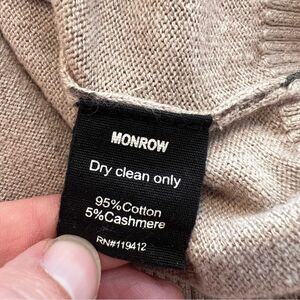 MONROW
Dry clean only
95%Cotton
5%Cashmere
RN#119412